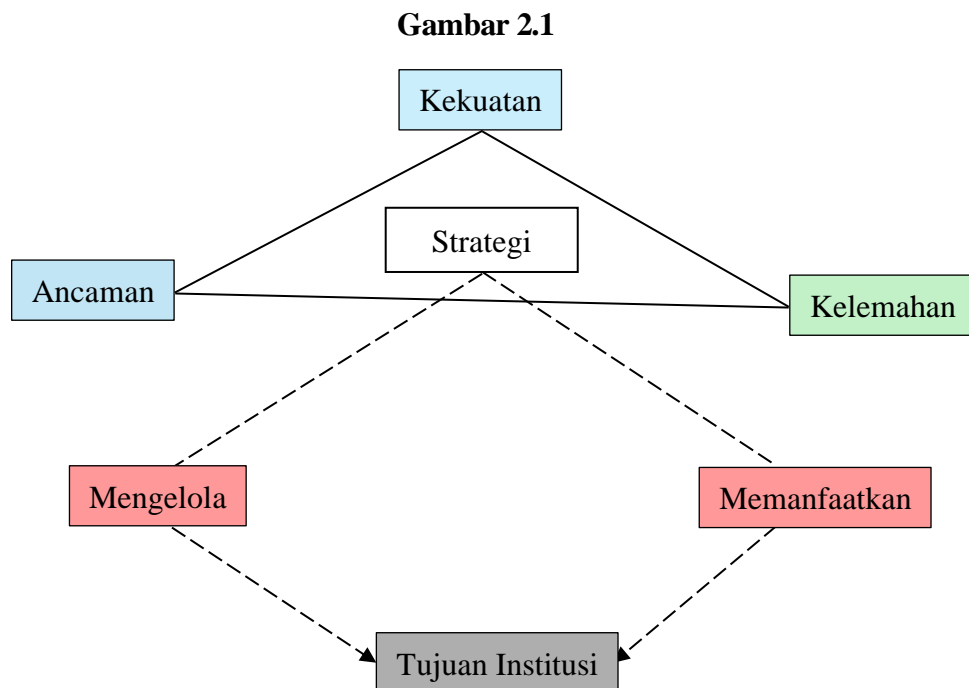 Gambar 2.1
Kekuatan
Strategi
Ancaman
Kelemahan
Mengelola
Memanfaatkan
Tujuan Institusi